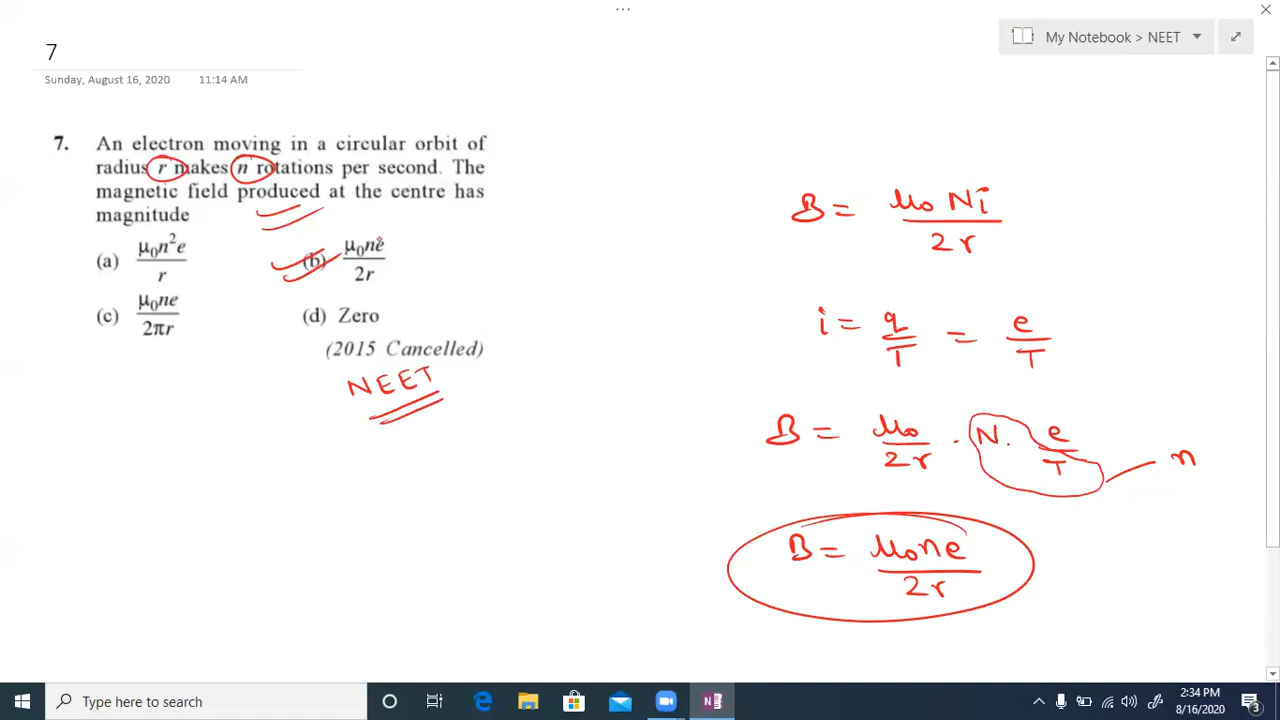 7
Sunday, August 16, 2020 11:14 AM
My Notebook > NEET
7. An electron moving in a circular orbit of
radius r makes n rotations per second. The
magnetic field produced at the centre has
magnitude
(a) μ₀n²e/r (b) μ₀ne/2r
(c) μ₀ne/2πr (d) Zero
(2015 Cancelled)
NEET
B = μ₀Ni/2r
i = q/T = e/T
B = μ₀/2r · N. e/T n
B = μ₀ne/2r
Type here to search
2:34 PM
8/16/2020
3